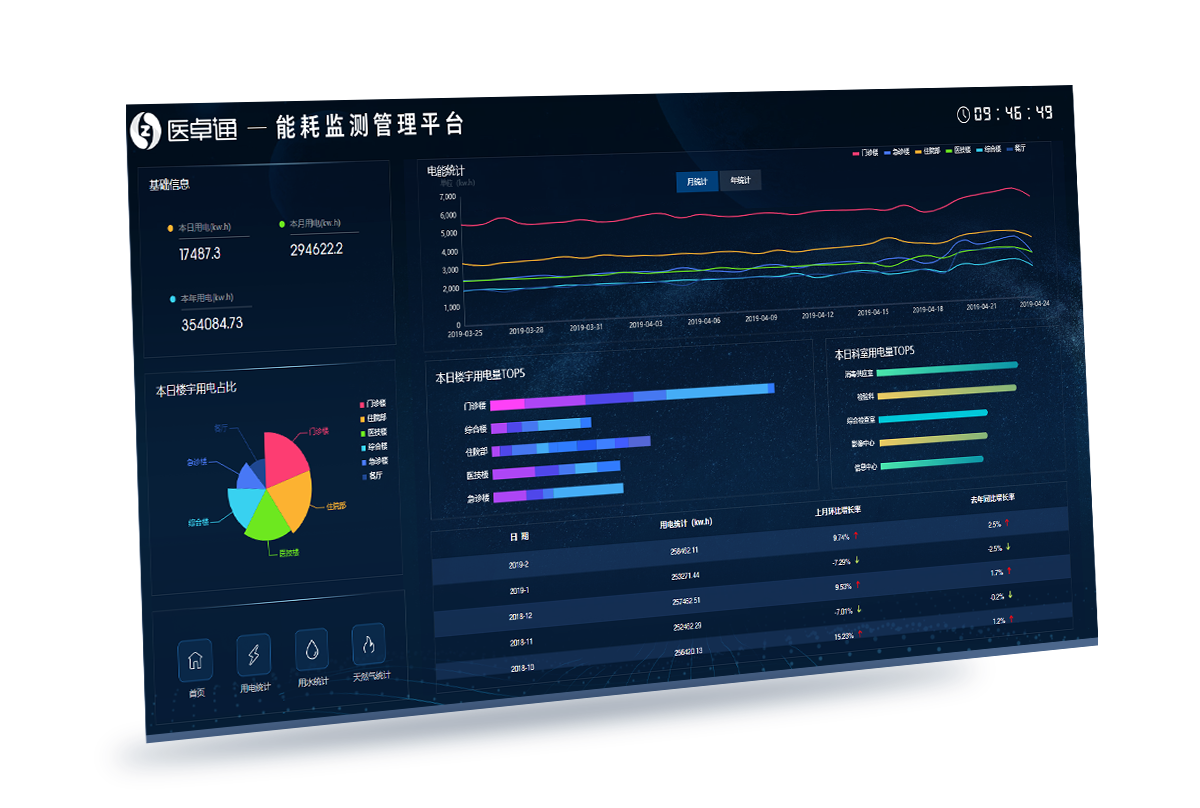 医卓通 — 能耗监测管理平台
09 : 46 : 49
基础信息
本日用电(kw.h)
17487.3
本月用电(kw.h)
294622.2
本年用电(kw.h)
354084.73
电能统计
单位 (kw.h)
月统计 年统计
门诊楼 急诊楼 住院部 医技楼 综合楼 客厅
7,000
6,000
5,000
4,000
3,000
2,000
1,000
0
2019-03-25 2019-03-28 2019-03-31 2019-04-03 2019-04-06 2019-04-09 2019-04-12 2019-04-15 2019-04-18 2019-04-21 2019-04-24
本日楼宇用电占比
门诊楼
住院部
医技楼
综合楼
急诊楼
客厅
客厅
门诊楼
急诊楼
住院部
综合楼
医技楼
本日楼宇用电量TOP5
门诊楼
综合楼
住院部
医技楼
急诊楼
本日科室用电量TOP5
消毒供应室
检验科
综合检查室
影像中心
信息中心
日 期 用电统计 (kw.h) 上月环比增长率 去年同比增长率
2019-2 258462.11 9.74% ↑ 2.5% ↑
2019-1 253271.44 -7.29% ↓ -2.5% ↓
2018-12 257462.51 9.53% ↑ 1.7% ↑
2018-11 252462.29 -7.01% ↓ -0.2% ↓
2018-10 256420.13 15.23% ↑ 1.2% ↑
首页 用电统计 用水统计 天然气统计